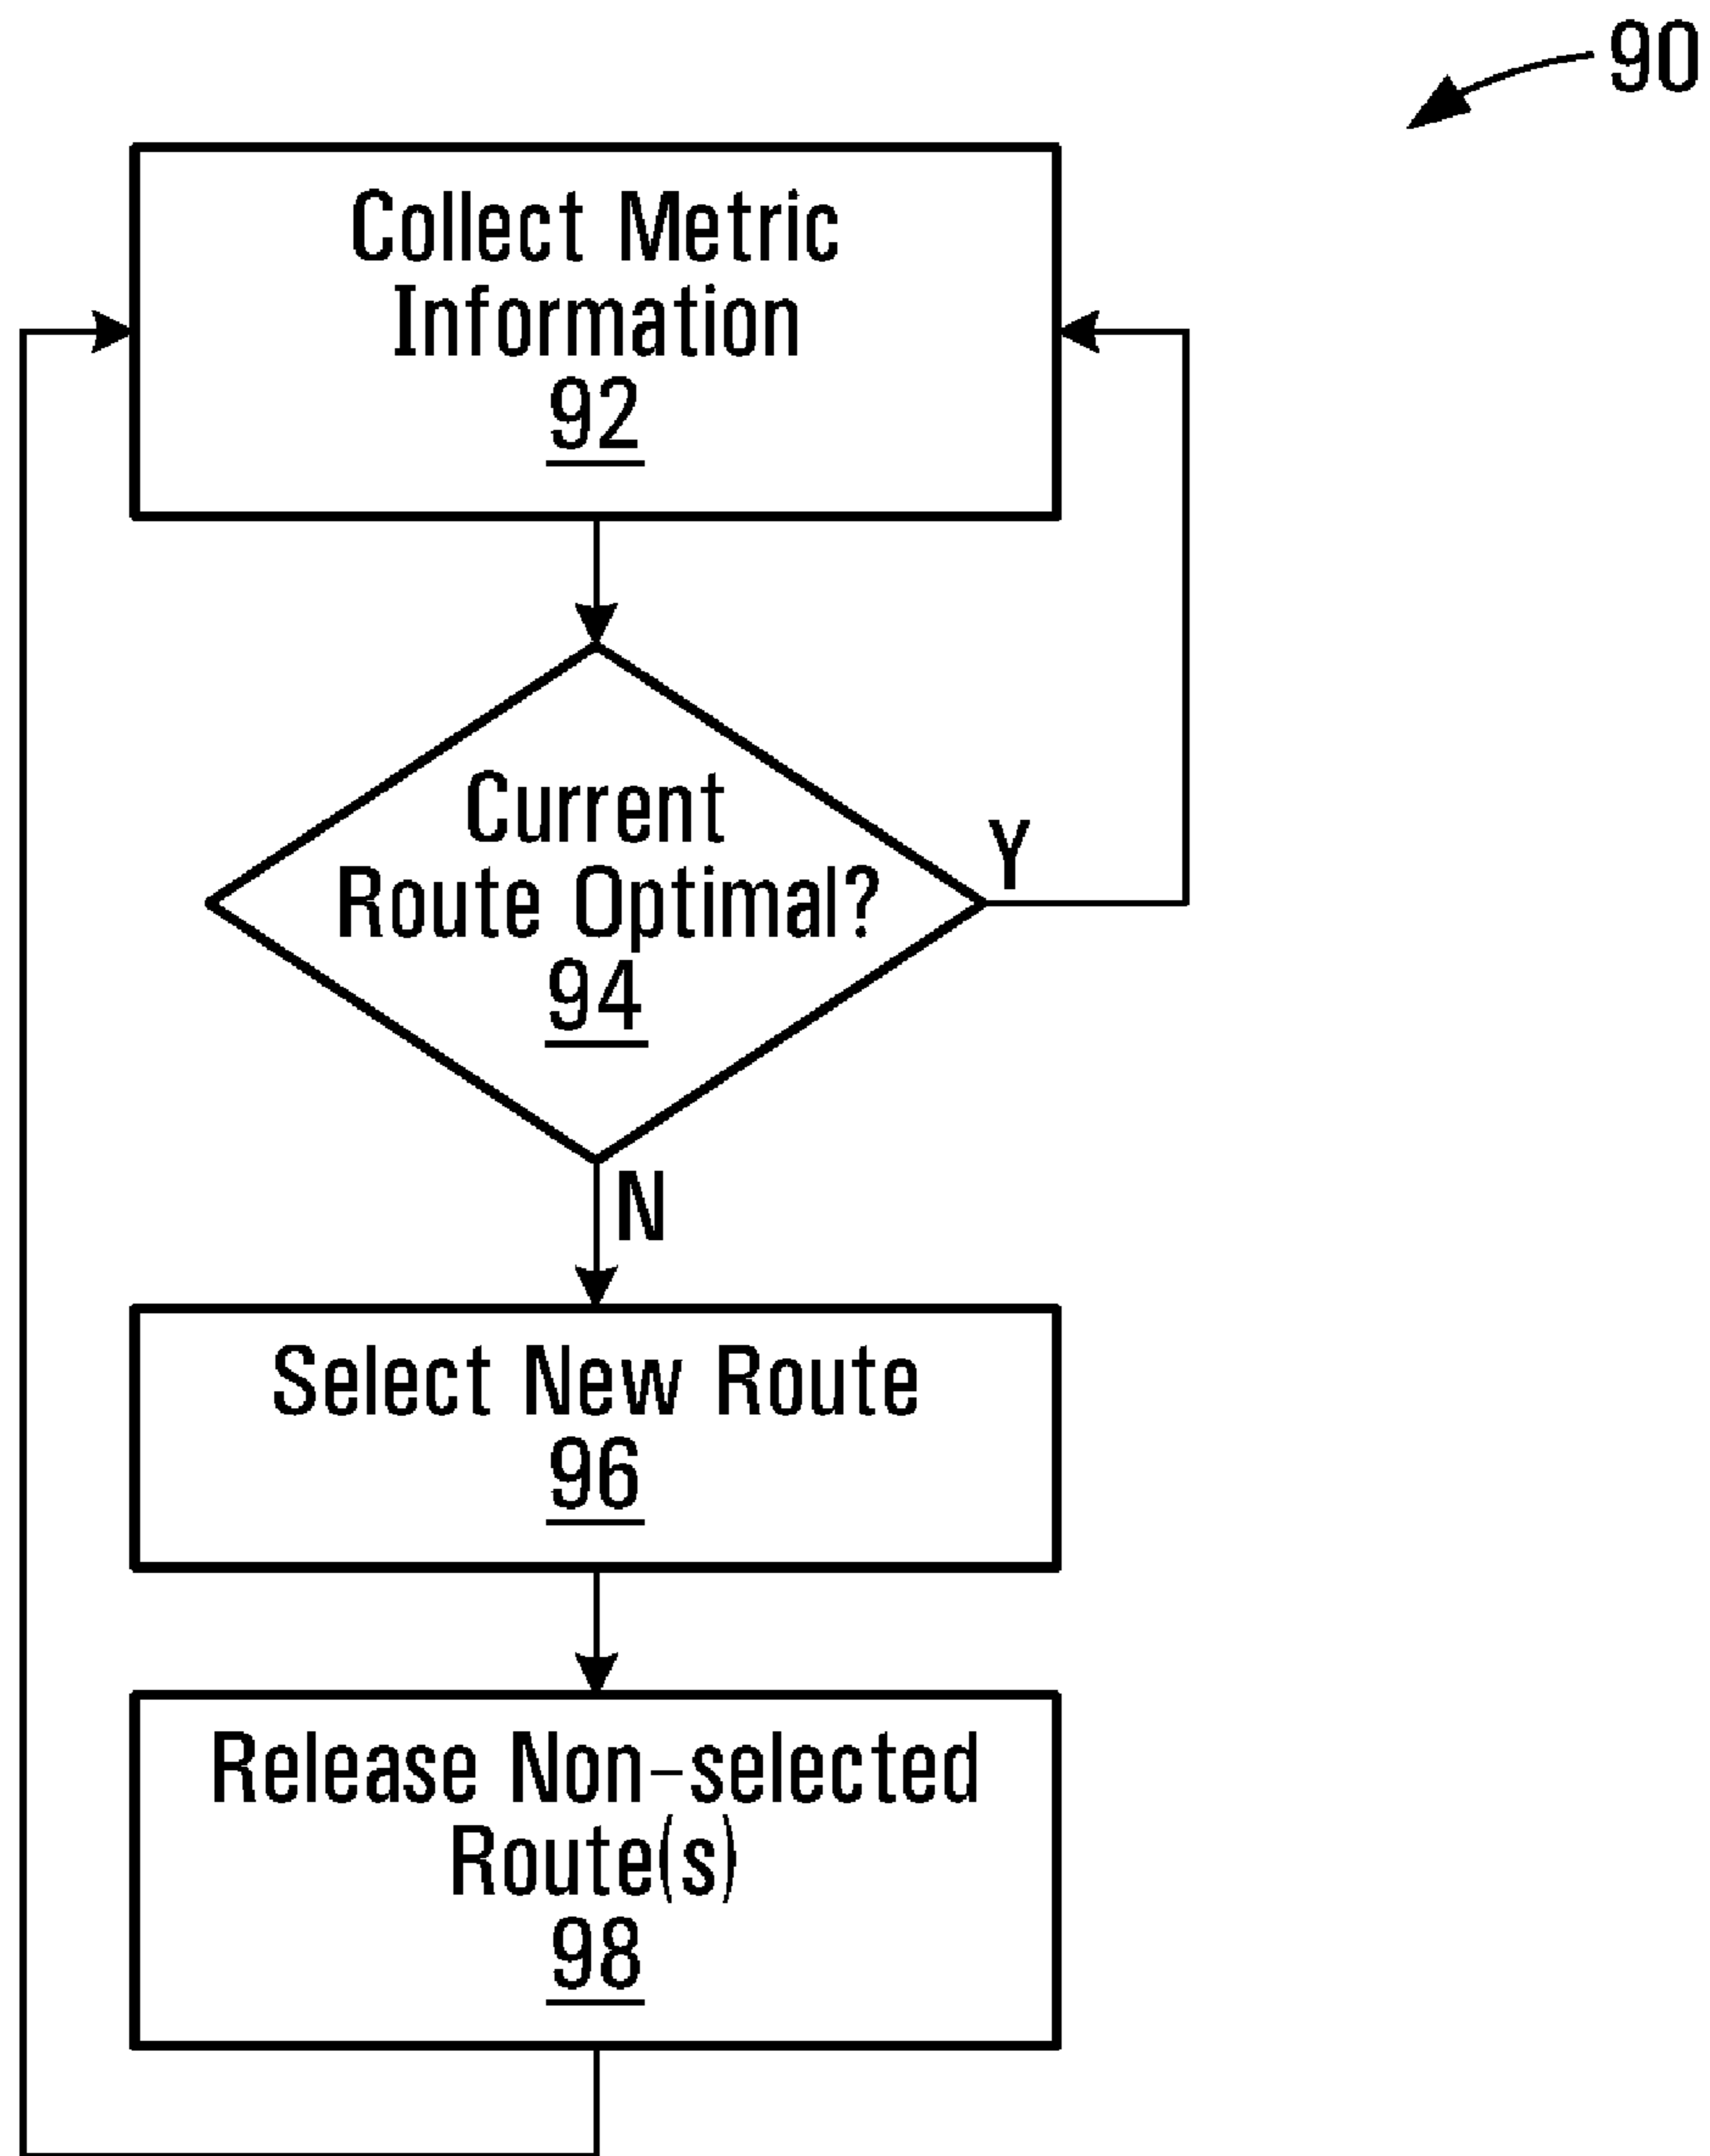 90
Collect Metric
Information
92
Current
Route Optimal?
94
Y
N
Select New Route
96
Release Non-selected
Route(s)
98